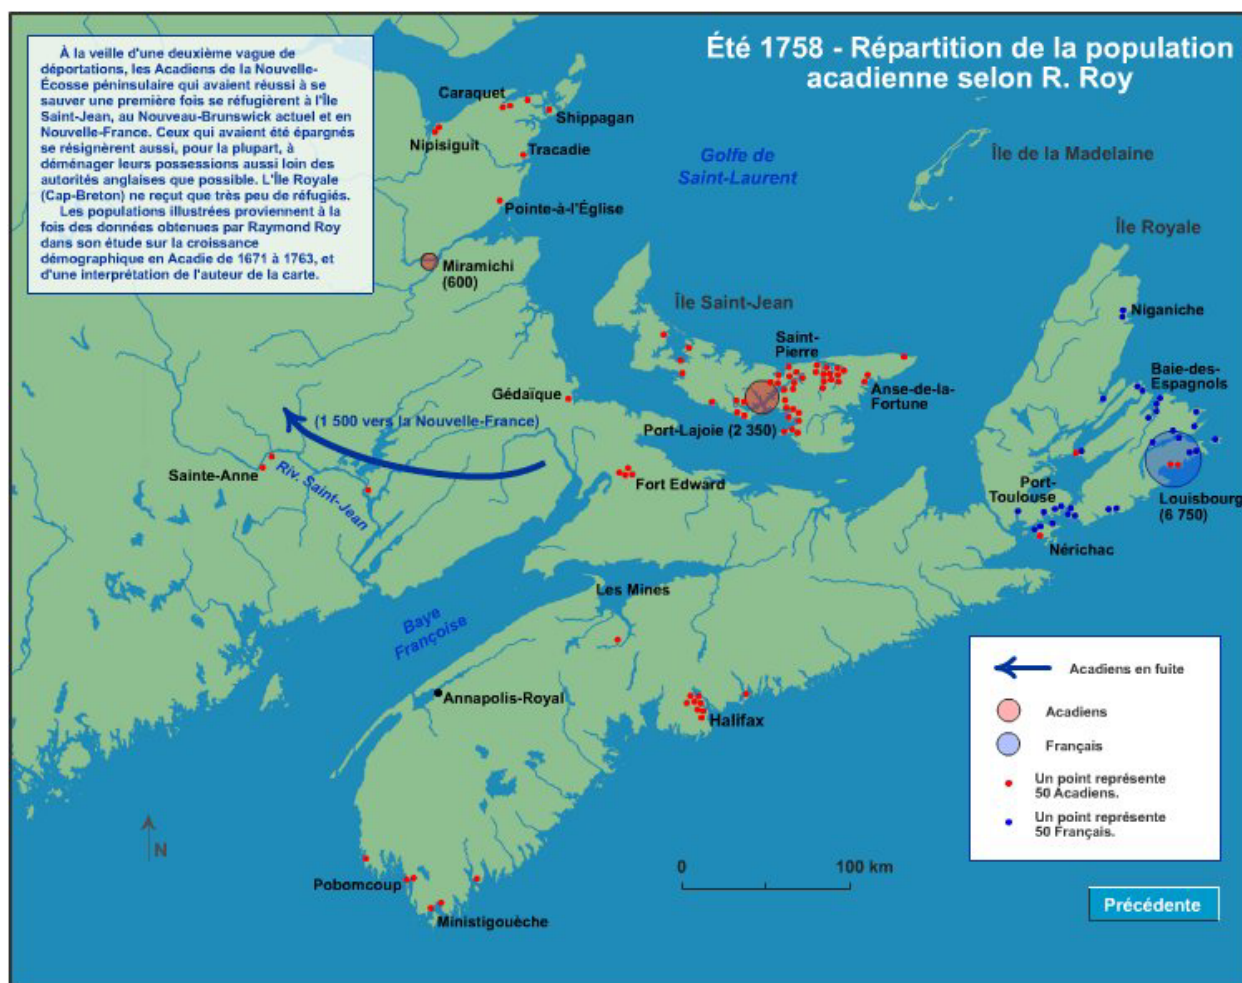 À la veille d'une deuxième vague de
déportations, les Acadiens de la Nouvelle-
Écosse péninsulaire qui avaient réussi à se
sauver une première fois se réfugièrent à l'Île
Saint-Jean, au Nouveau-Brunswick actuel et en
Nouvelle-France. Ceux qui avaient été épargnés
se résignèrent aussi, pour la plupart, à
déménager leurs possessions aussi loin des
autorités anglaises que possible. L'Île Royale
(Cap-Breton) ne reçut que très peu de réfugiés.
Les populations illustrées proviennent à la
fois des données obtenues par Raymond Roy
dans son étude sur la croissance
démographique en Acadie de 1671 à 1763, et
d'une interprétation de l'auteur de la carte.
Été 1758 - Répartition de la population
acadienne selon R. Roy
Caraquet
Shippagan
Nipisiguit
Tracadie
Golfe de
Saint-Laurent
Île de la Madelaine
Pointe-à-l'Église
Île Royale
Miramichi
(600)
Île Saint-Jean
Niganiche
Saint-
Pierre
Baie-des-
Espagnols
Gédaïque
Anse-de-la-
Fortune
(1 500 vers la Nouvelle-France)
Port-Lajoie (2 350)
Sainte-Anne
Riv. Saint-Jean
Fort Edward
Port-
Toulouse
Louisbourg
(6 750)
Nérichac
Les Mines
Baye
Françoise
Annapolis-Royal
Halifax
Acadiens en fuite
Acadiens
Français
Un point représente
50 Acadiens.
Un point représente
50 Français.
N
0 100 km
Pobomcoup
Ministigouèche
Précédente